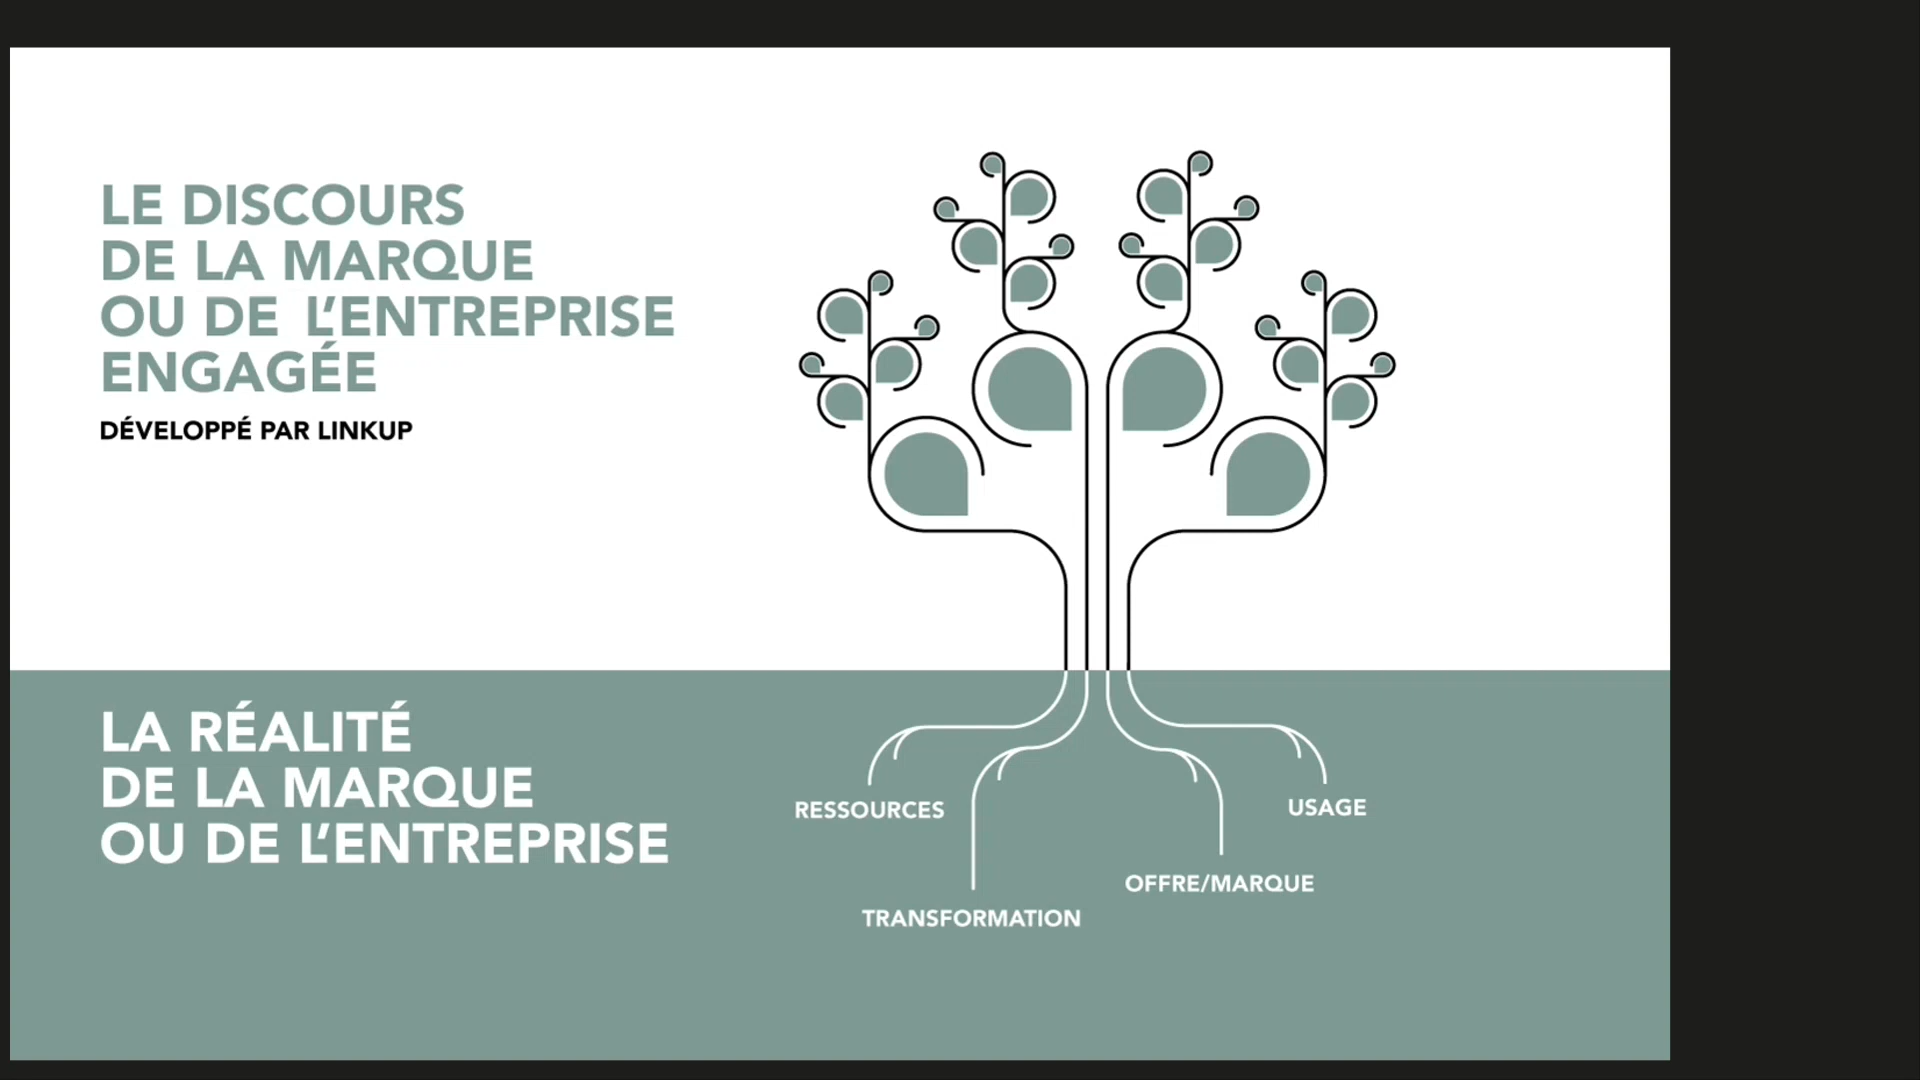 LE DISCOURS
DE LA MARQUE
OU DE L’ENTREPRISE
ENGAGÉE
DÉVELOPPÉ PAR LINKUP
LA RÉALITÉ
DE LA MARQUE
OU DE L’ENTREPRISE
RESSOURCES
USAGE
OFFRE/MARQUE
TRANSFORMATION